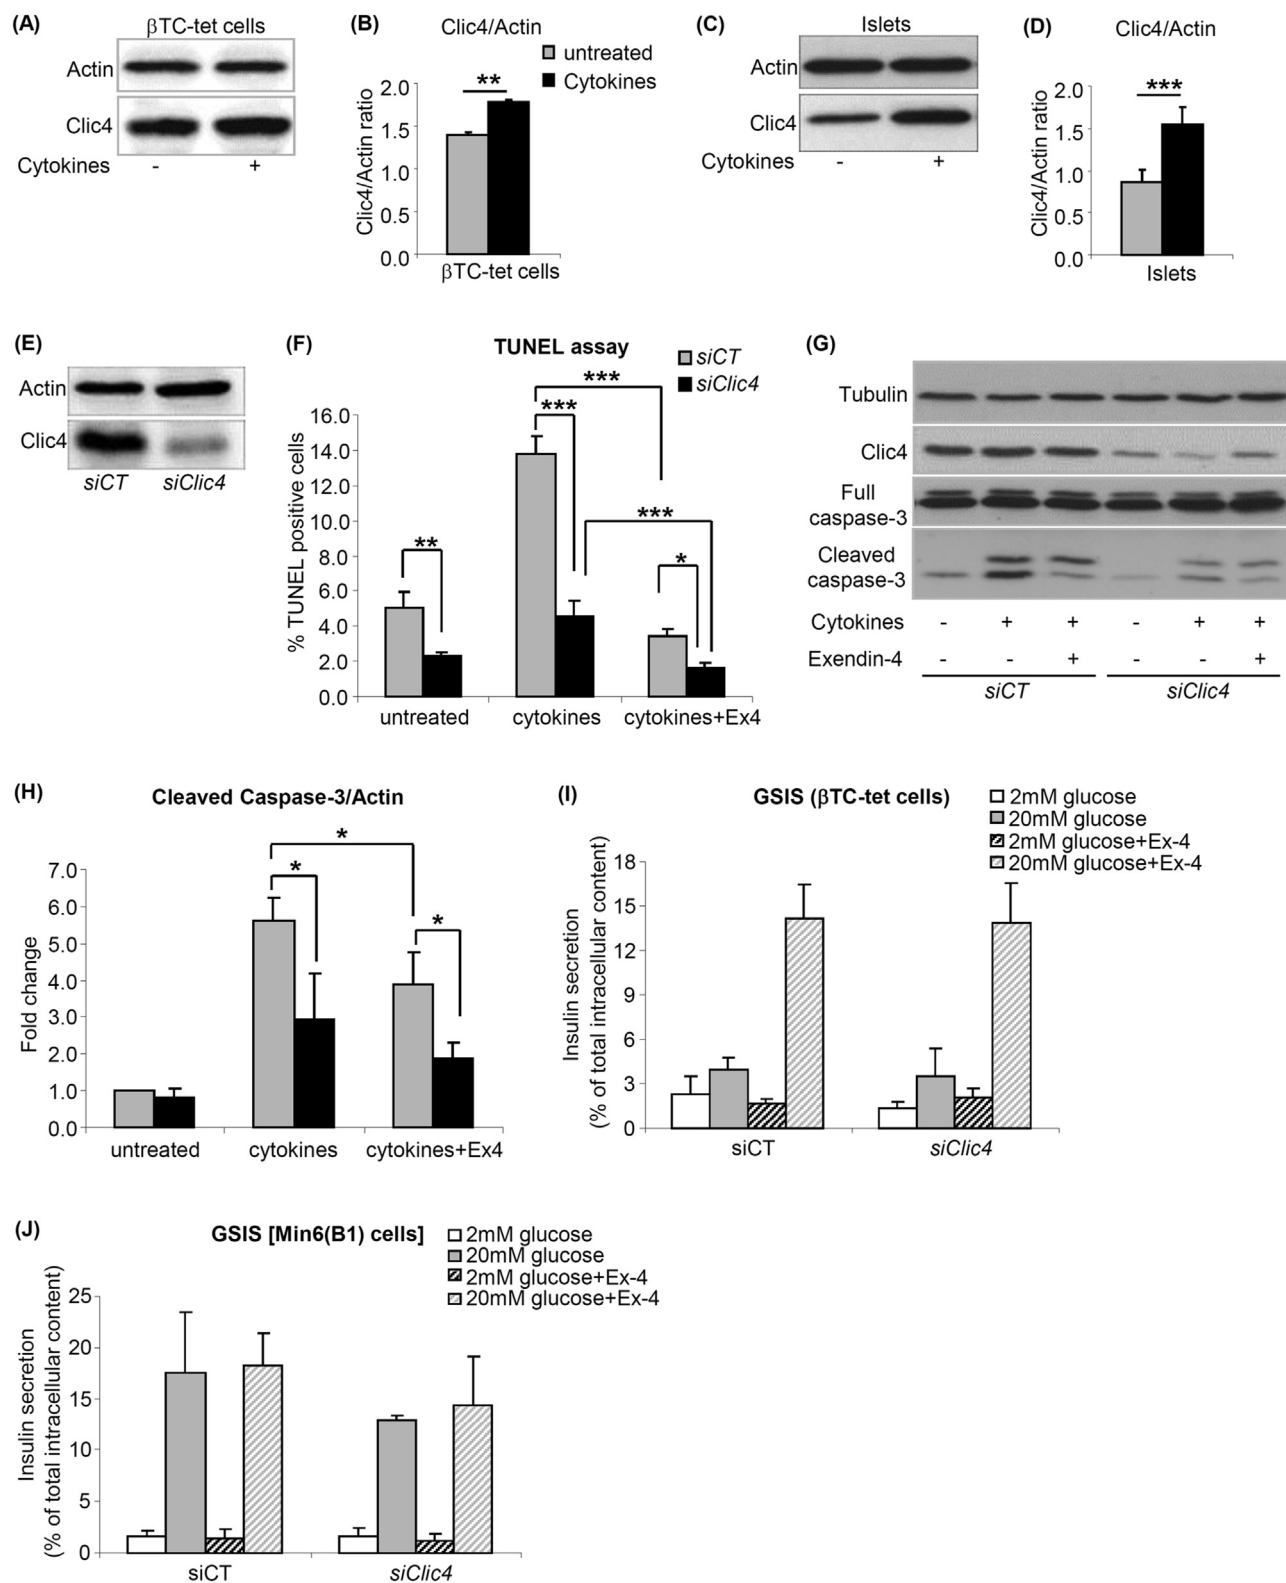 (A)
βTC-tet cells
Actin
Clic4
Cytokines - +
(B)
Clic4/Actin
untreated
Cytokines
**
Clic4/Actin ratio
2.0
1.5
1.0
0.5
0.0
βTC-tet cells
(C)
Islets
Actin
Clic4
Cytokines - +
(D)
Clic4/Actin
***
Clic4/Actin ratio
2.0
1.5
1.0
0.5
0.0
Islets
(E)
Actin
Clic4
siCT siClic4
(F)
TUNEL assay
siCT
siClic4
% TUNEL positive cells
16.0
14.0
12.0
10.0
8.0
6.0
4.0
2.0
0.0
**
***
***
***
*
untreated cytokines cytokines+Ex4
(G)
Tubulin
Clic4
Full
caspase-3
Cleaved
caspase-3
Cytokines - + + - + +
Exendin-4 - - + - - +
siCT siClic4
(H)
Cleaved Caspase-3/Actin
Fold change
7.0
6.0
5.0
4.0
3.0
2.0
1.0
0.0
*
*
*
untreated cytokines cytokines+Ex4
(I)
GSIS (βTC-tet cells)
2mM glucose
20mM glucose
2mM glucose+Ex-4
20mM glucose+Ex-4
Insulin secretion
(% of total intracellular content)
18
15
12
9
6
3
0
siCT siClic4
(J)
GSIS [Min6(B1) cells]
2mM glucose
20mM glucose
2mM glucose+Ex-4
20mM glucose+Ex-4
Insulin secretion
(% of total intracellular content)
25
20
15
10
5
0
siCT siClic4